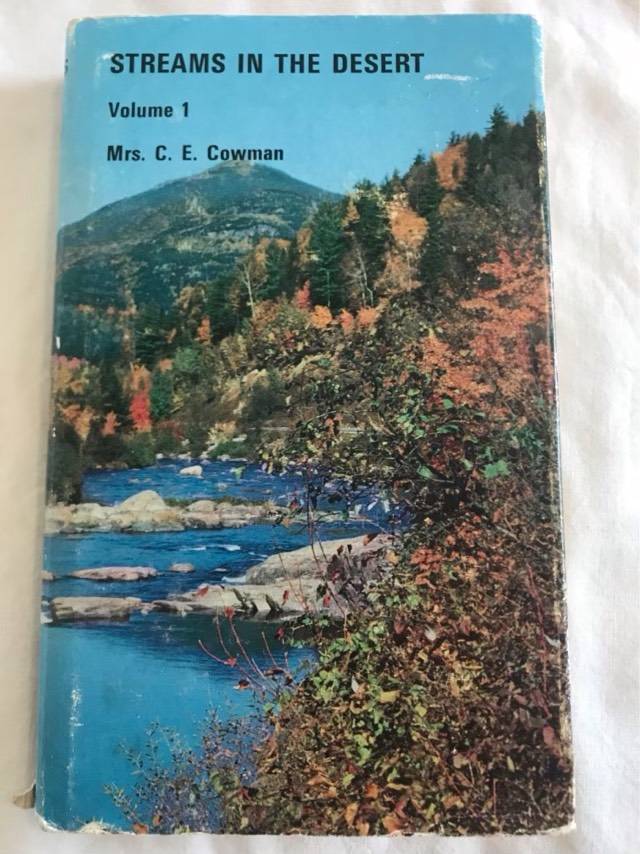 STREAMS IN THE DESERT
Volume 1
Mrs. C. E. Cowman